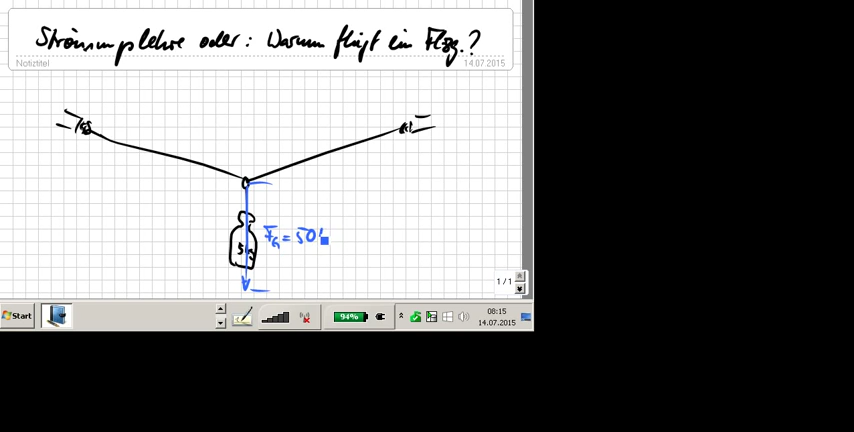 Strömungslehre oder: Warum fliegt ein Flzg.?
Notiztitel
14.07.2015
F_G = 50
5kg
1/1
Start
94%
08:15
14.07.2015